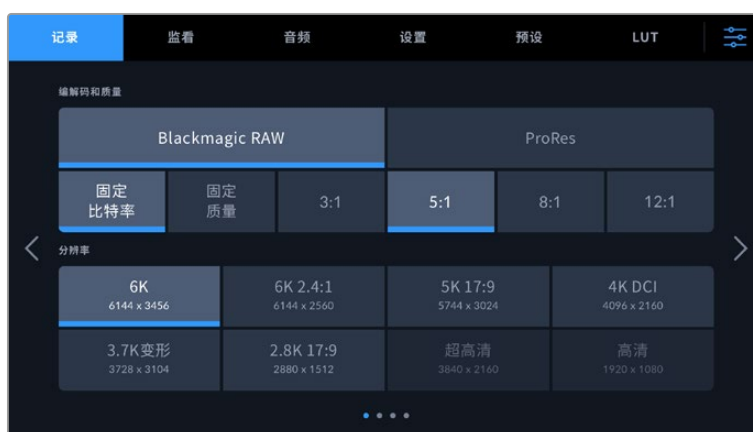 记录 监看 音频 设置 预设 LUT
编解码和质量
Blackmagic RAW ProRes
固定
比特率
固定
质量
3:1 5:1 8:1 12:1
分辨率
6K 6K 2.4:1 5K 17:9 4K DCI
6144 x 3456 6144 x 2560 5744 x 3024 4096 x 2160
3.7K变形 2.8K 17:9 超高清 高清
3728 x 3104 2880 x 1512 3840 x 2160 1920 x 1080